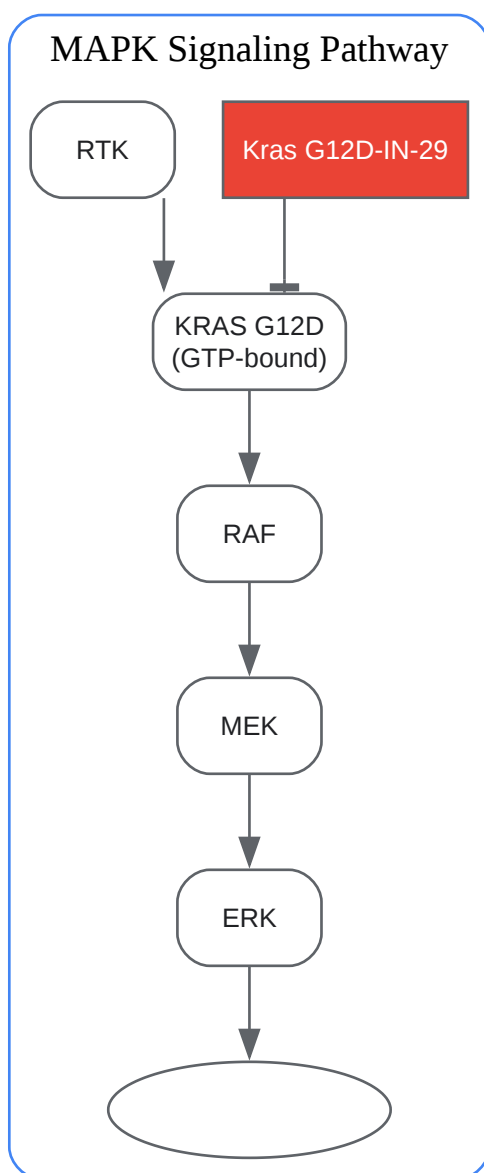 MAPK Signaling Pathway
RTK
Kras G12D-IN-29
KRAS G12D
(GTP-bound)
RAF
MEK
ERK